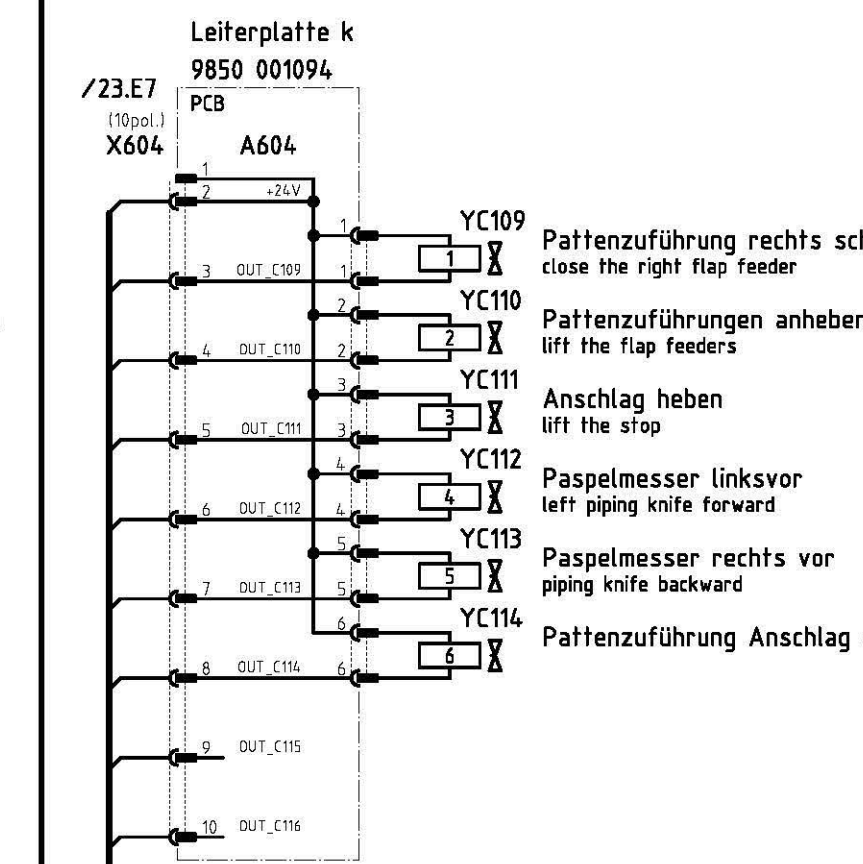 Leiterplatte k
9850 001094
/23.E7
PCB
(10pol.)
X604 A604
1
2 +24V
1 YC109
Pattenzuführung rechts sc
1
close the right flap feeder
3 OUT_C109 1
YC110
2
Pattenzuführungen anheben
2
lift the flap feeders
4 OUT_C110 2
YC111
3
Anschlag heben
3
lift the stop
5 OUT_C111 3
YC112
4
Paspelmesser linksvor
4
left piping knife forward
6 OUT_C112 4
YC113
5
Paspelmesser rechts vor
5
piping knife backward
7 OUT_C113 5
YC114
6
Pattenzuführung Anschlag
6
8 OUT_C114 6
9 OUT_C115
10 OUT_C116